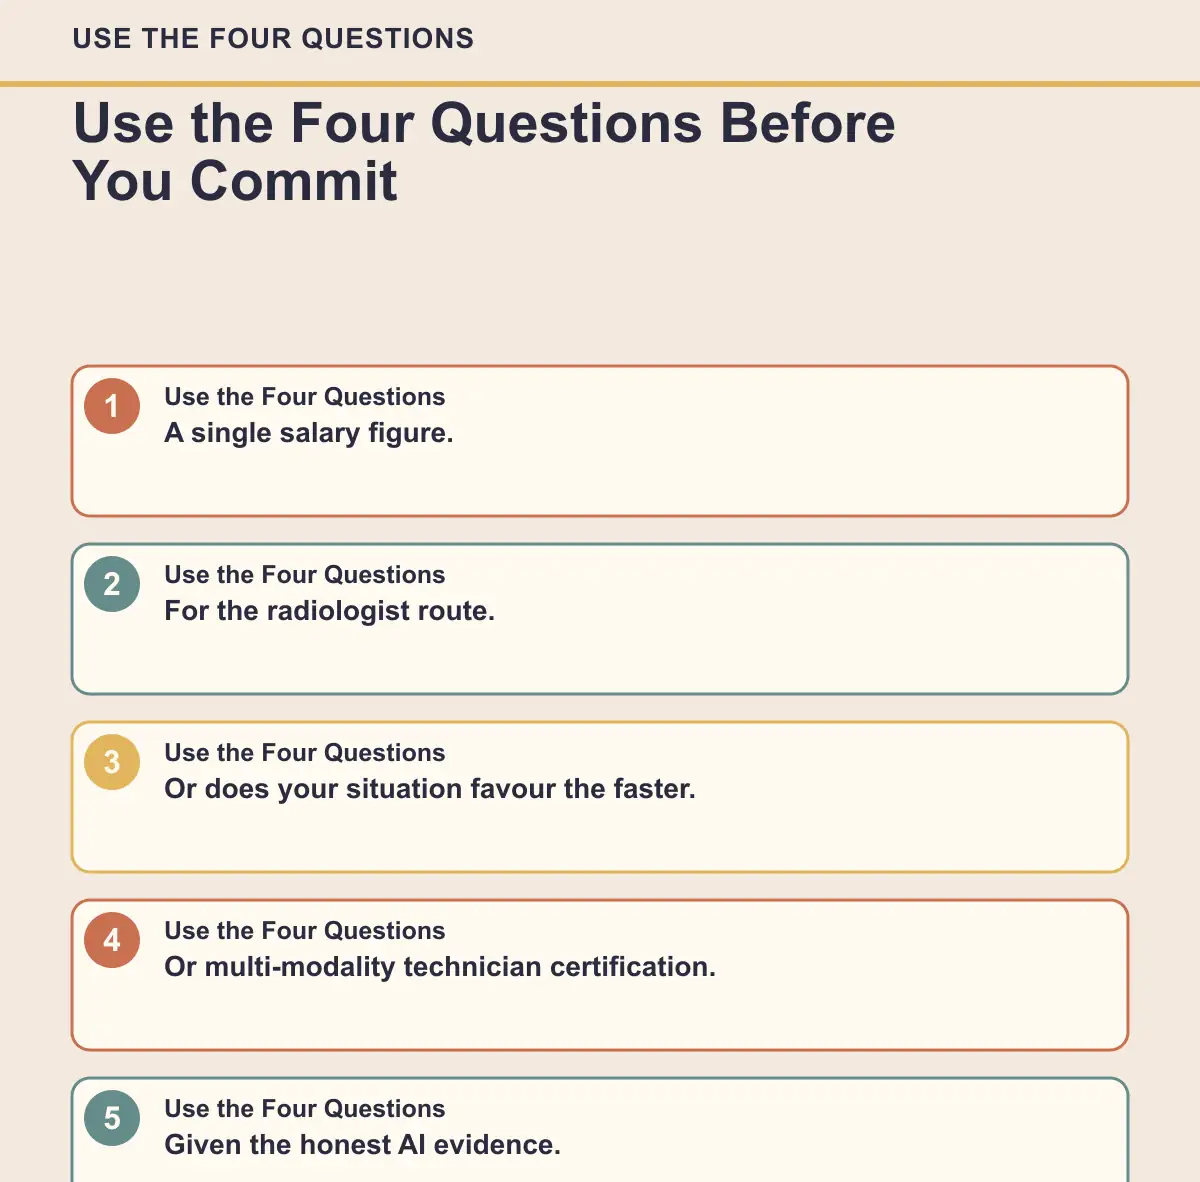 USE THE FOUR QUESTIONS
Use the Four Questions Before
You Commit
1
Use the Four Questions
A single salary figure.
2
Use the Four Questions
For the radiologist route.
3
Use the Four Questions
Or does your situation favour the faster.
4
Use the Four Questions
Or multi-modality technician certification.
5
Use the Four Questions
Given the honest AI evidence.